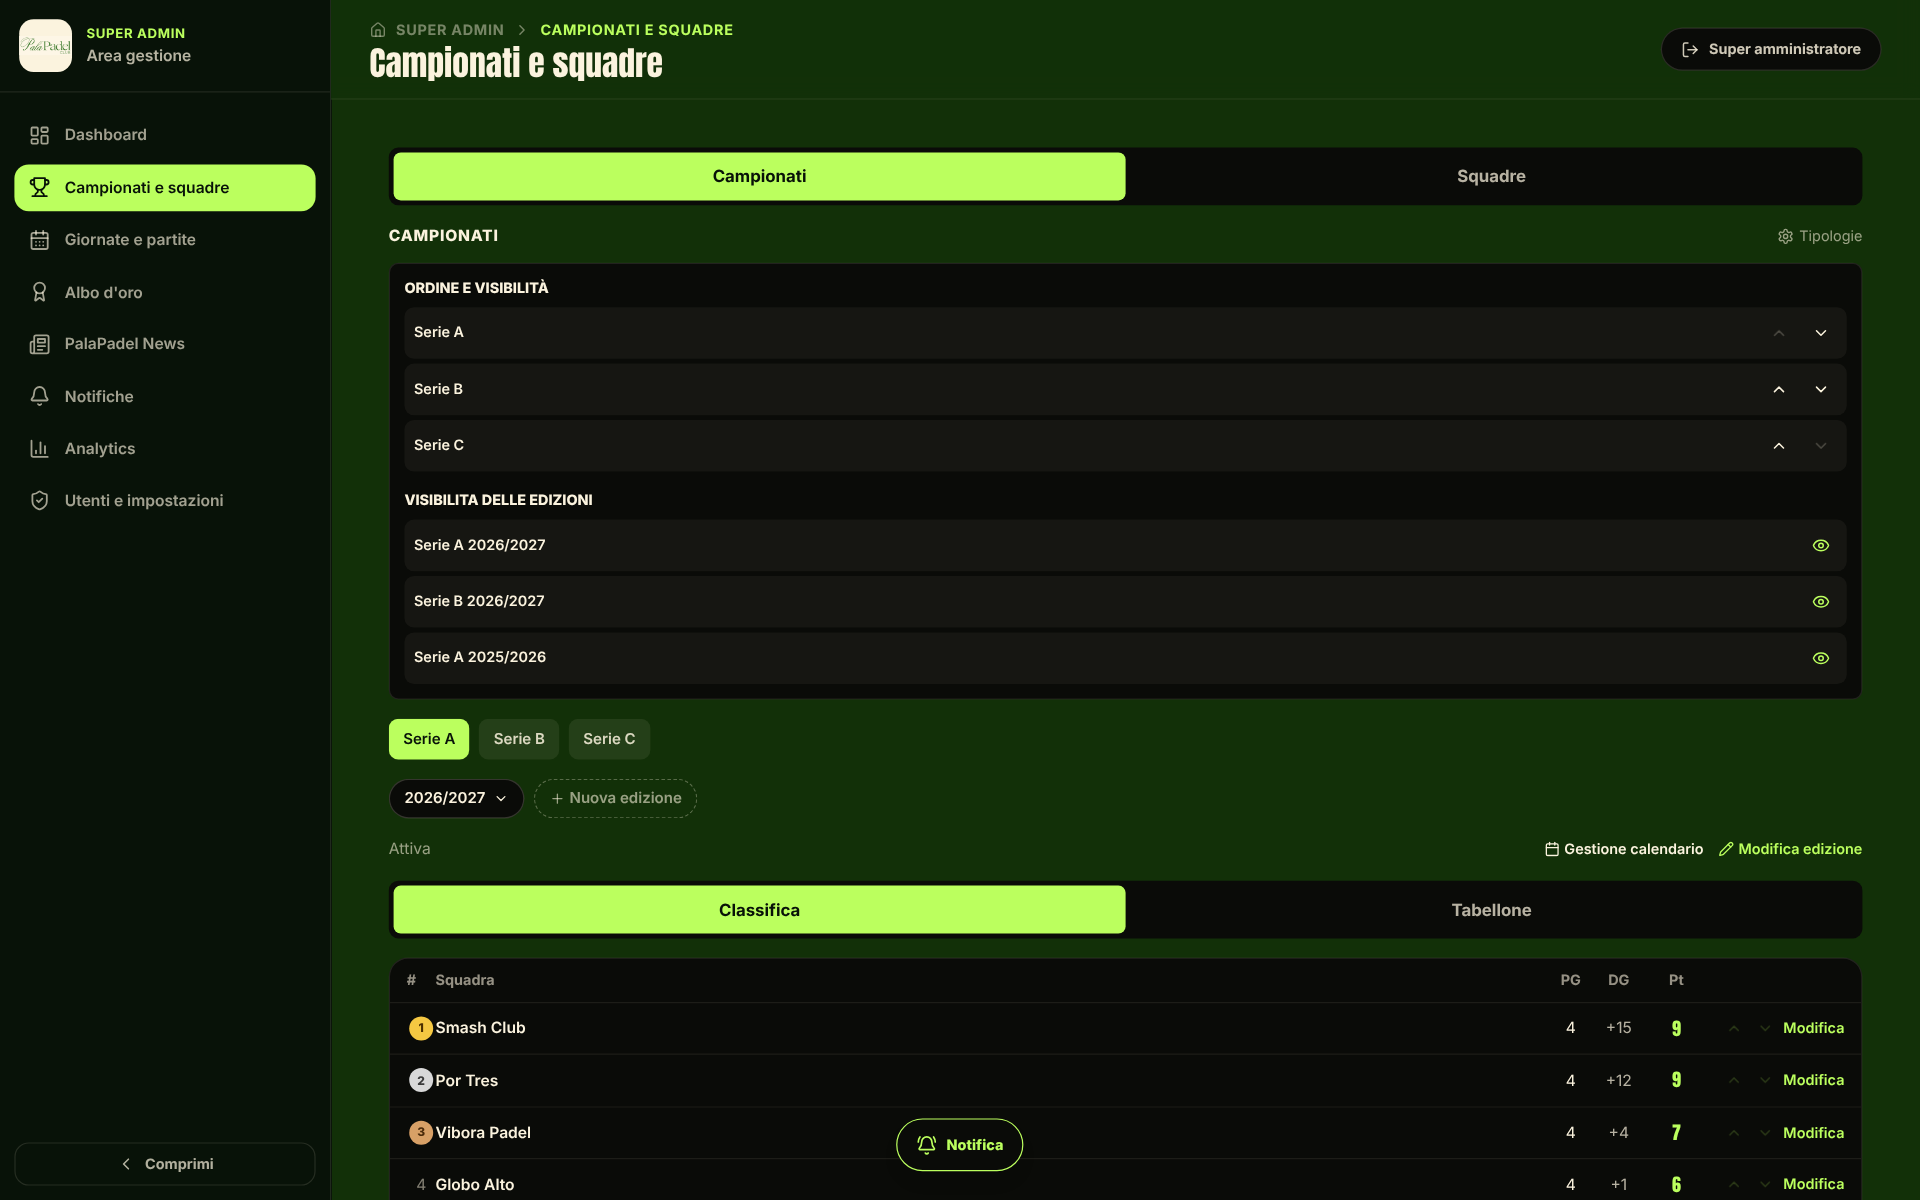 PalaPadel
CLUB
SUPER ADMIN
Area gestione
Dashboard
Campionati e squadre
Giornate e partite
Albo d'oro
PalaPadel News
Notifiche
Analytics
Utenti e impostazioni
Comprimi
SUPER ADMIN > CAMPIONATI E SQUADRE
Campionati e squadre
Super amministratore
Campionati Squadre
CAMPIONATI
Tipologie
ORDINE E VISIBILITÀ
Serie A
Serie B
Serie C
VISIBILITA DELLE EDIZIONI
Serie A 2026/2027
Serie B 2026/2027
Serie A 2025/2026
Serie A Serie B Serie C
2026/2027 + Nuova edizione
Attiva Gestione calendario Modifica edizione
Classifica Tabellone
# Squadra PG DG Pt
1 Smash Club 4 +15 9 Modifica
2 Por Tres 4 +12 9 Modifica
3 Vibora Padel 4 +4 7 Modifica
Notifica
4 Globo Alto 4 +1 6 Modifica